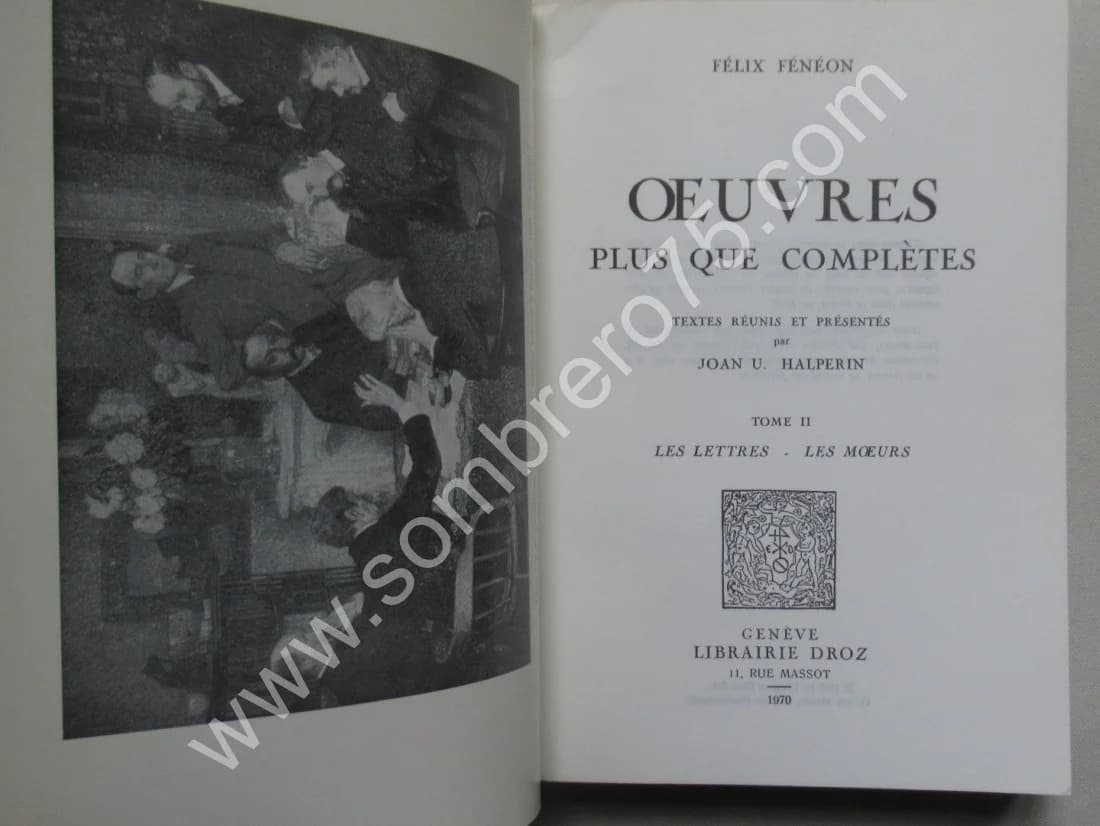 FÉLIX FÉNÉON
ŒUVRES
PLUS QUE COMPLÈTES
TEXTES RÉUNIS ET PRÉSENTÉS
par
JOAN U. HALPERIN
TOME II
LES LETTRES - LES MŒURS
GENÈVE
LIBRAIRIE DROZ
11, RUE MASSOT
1970
www.sombrero75.com